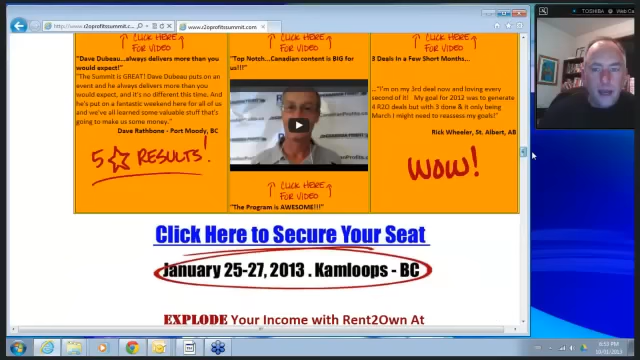 http://www.r2oprofitssummit.c...
www.r2oprofitssummit.com
TOSHIBA
Web Ca
CLICK HERE
FOR VIDEO
CLICK HERE
FOR VIDEO
CLICK HERE
FOR VIDEO
"Dave Dubeau...always delivers more than you
would expect!"
"The Summit is GREAT! Dave Dubeau puts on an
event and he always delivers more than you
would expect, and it's no different this time. And
he's put on a fantastic weekend here for all of us
and we've all learned some valuable stuff that's
going to make us some money."
Dave Rathbone - Port Moody, BC
5 ☆ RESULTS!
"Top Notch...Canadian content is BIG for
us!!!"
CLICK HERE
FOR VIDEO
"The Program is AWESOME!!!"
3 Deals in a Few Short Months...
"I'm on my 3rd deal now and loving every
second of it! My goal for 2012 was to generate
4 R2O deals but with 3 done & it only being
March I might need to reassess my goals!"
Rick Wheeler, St. Albert, AB
WOW!
Click Here to Secure Your Seat
January 25-27, 2013 . Kamloops - BC
EXPLODE Your Income with Rent2Own At